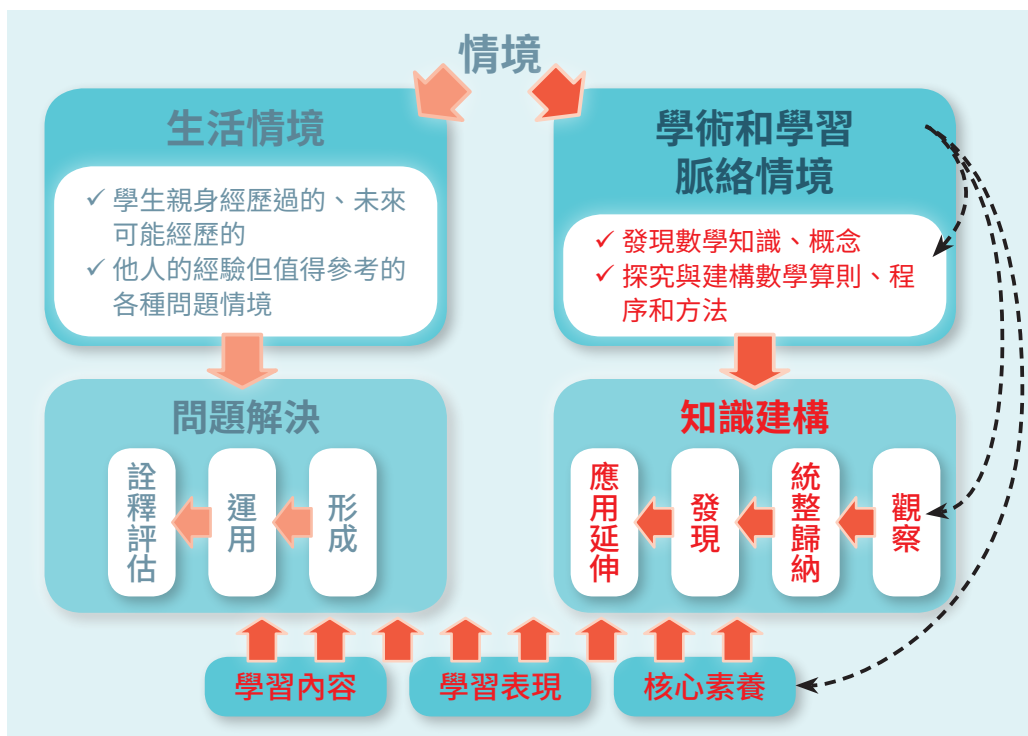 情境
生活情境
✓ 學生親身經歷過的、未來
可能經歷的
✓ 他人的經驗但值得參考的
各種問題情境
學術和學習
脈絡情境
✓ 發現數學知識、概念
✓ 探究與建構數學算則、程
序和方法
問題解決
詮釋評估
運用
形成
知識建構
應用延伸
發現
統整歸納
觀察
學習內容
學習表現
核心素養